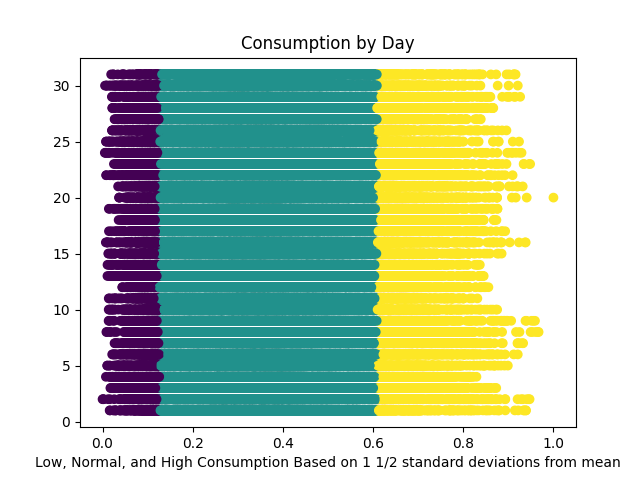 Consumption by Day
30
25
20
15
10
5
0
0.0 0.2 0.4 0.6 0.8 1.0
Low, Normal, and High Consumption Based on 1 1/2 standard deviations from mean